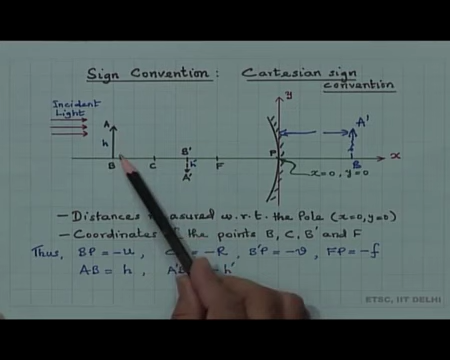 Sign Convention : Cartesian sign
convention
Incident
Light
y
A
h
B
C
B'
h'
A'
F
P
A'
B
x
x=0, y=0
— Distances measured w.r.t. the Pole (x=0, y=0)
— Coordinates of the points B, C, B' and F
Thus, BP = -u, = -R, B'P = -v, FP = -f
AB = h, h'
ETSC, IIT DELHI